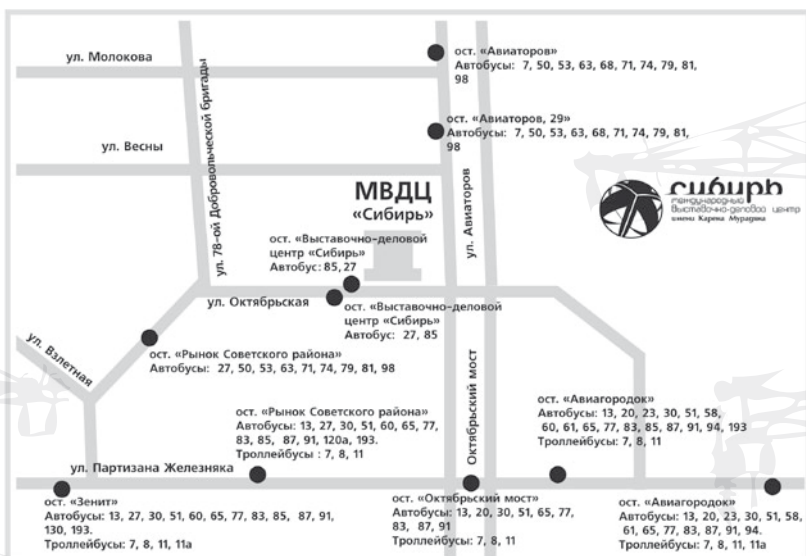 ул. Молокова
ост. «Авиаторов»
Автобусы: 7, 50, 53, 63, 68, 71, 74, 79, 81,
98
ул. 78-ой Добровольческой бригады
ост. «Авиаторов, 29»
Автобусы: 7, 50, 53, 63, 68, 71, 74, 79, 81,
98
ул. Весны
МВДЦ
«Сибирь»
ул. Авиаторов
сибирь
международный
выставочно-деловой центр
имени Карена Мурадяна
ост. «Выставочно-деловой
центр «Сибирь»
Автобус: 85, 27
ул. Октябрьская
ост. «Выставочно-деловой
центр «Сибирь»
Автобус: 27, 85
ул. Взлетная
ост. «Рынок Советского района»
Автобусы: 27, 50, 53, 63, 71, 74, 79, 81, 98
Октябрьский мост
ост. «Авиагородок»
Автобусы: 13, 20, 23, 30, 51, 58,
60, 61, 65, 77, 83, 85, 87, 91, 94, 193
Троллейбусы: 7, 8, 11
ост. «Рынок Советского района»
Автобусы: 13, 27, 30, 51, 60, 65, 77,
83, 85, 87, 91, 120а, 193.
Троллейбусы : 7, 8, 11
ул. Партизана Железняка
ост. «Зенит»
Автобусы: 13, 27, 30, 51, 60, 65, 77, 83, 85, 87, 91,
130, 193.
Троллейбусы: 7, 8, 11, 11а
ост. «Октябрьский мост»
Автобусы: 13, 20, 30, 51, 65, 77,
83, 87, 91
Троллейбусы: 7, 8, 11
ост. «Авиагородок»
Автобусы: 13, 20, 23, 30, 51, 58,
61, 65, 77, 83, 87, 91, 94.
Троллейбусы: 7, 8, 11, 11а